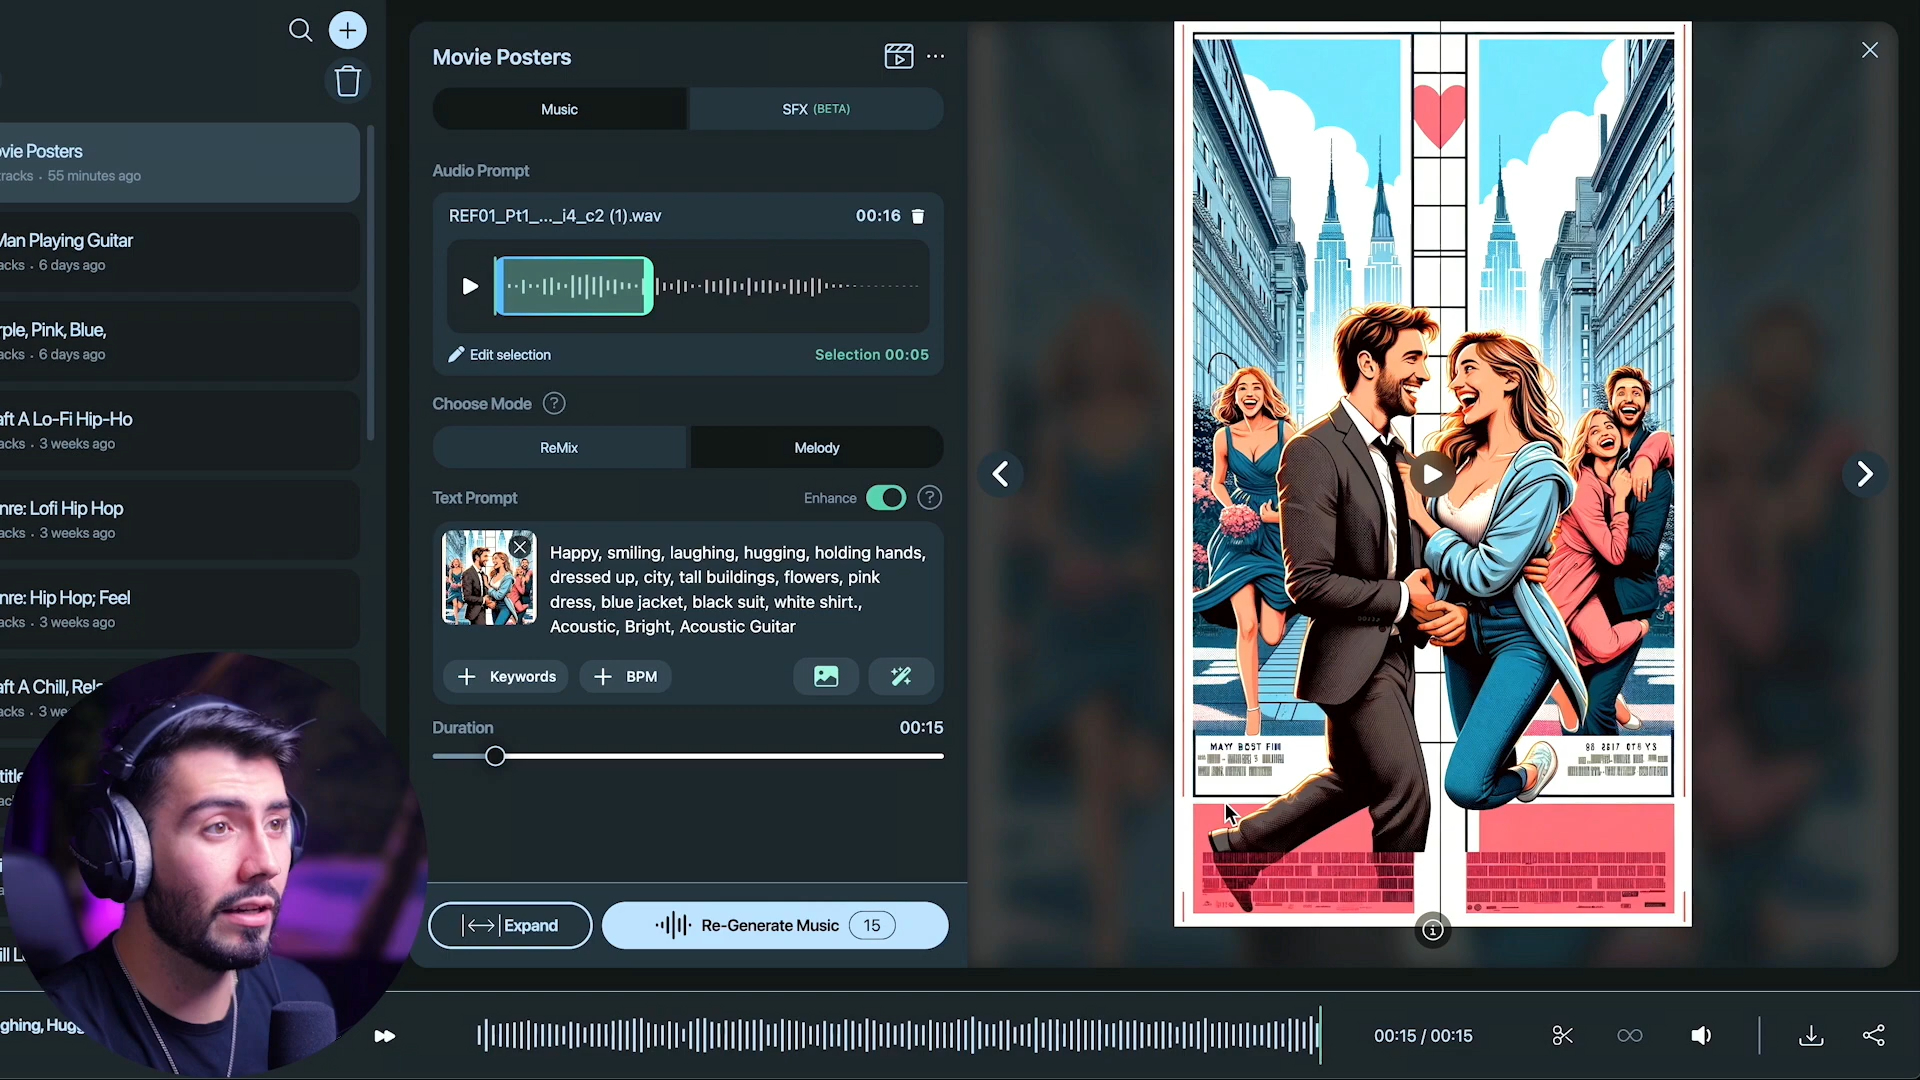 vie Posters
racks · 55 minutes ago
Man Playing Guitar
acks · 6 days ago
rple, Pink, Blue,
acks · 6 days ago
aft A Lo-Fi Hip-Ho
acks · 3 weeks ago
nre: Lofi Hip Hop
acks · 3 weeks ago
nre: Hip Hop; Feel
acks · 3 weeks ago
aft A Chill, Rela
acks · 3 we
ghing, Hugg
Movie Posters
Music
SFX (BETA)
Audio Prompt
REF01_Pt1_..._i4_c2 (1).wav
00:16
Edit selection
Selection 00:05
Choose Mode ?
ReMix
Melody
Text Prompt
Enhance ?
Happy, smiling, laughing, hugging, holding hands,
dressed up, city, tall buildings, flowers, pink
dress, blue jacket, black suit, white shirt.,
Acoustic, Bright, Acoustic Guitar
+ Keywords
+ BPM
Duration
00:15
Expand
Re-Generate Music 15
00:15 / 00:15